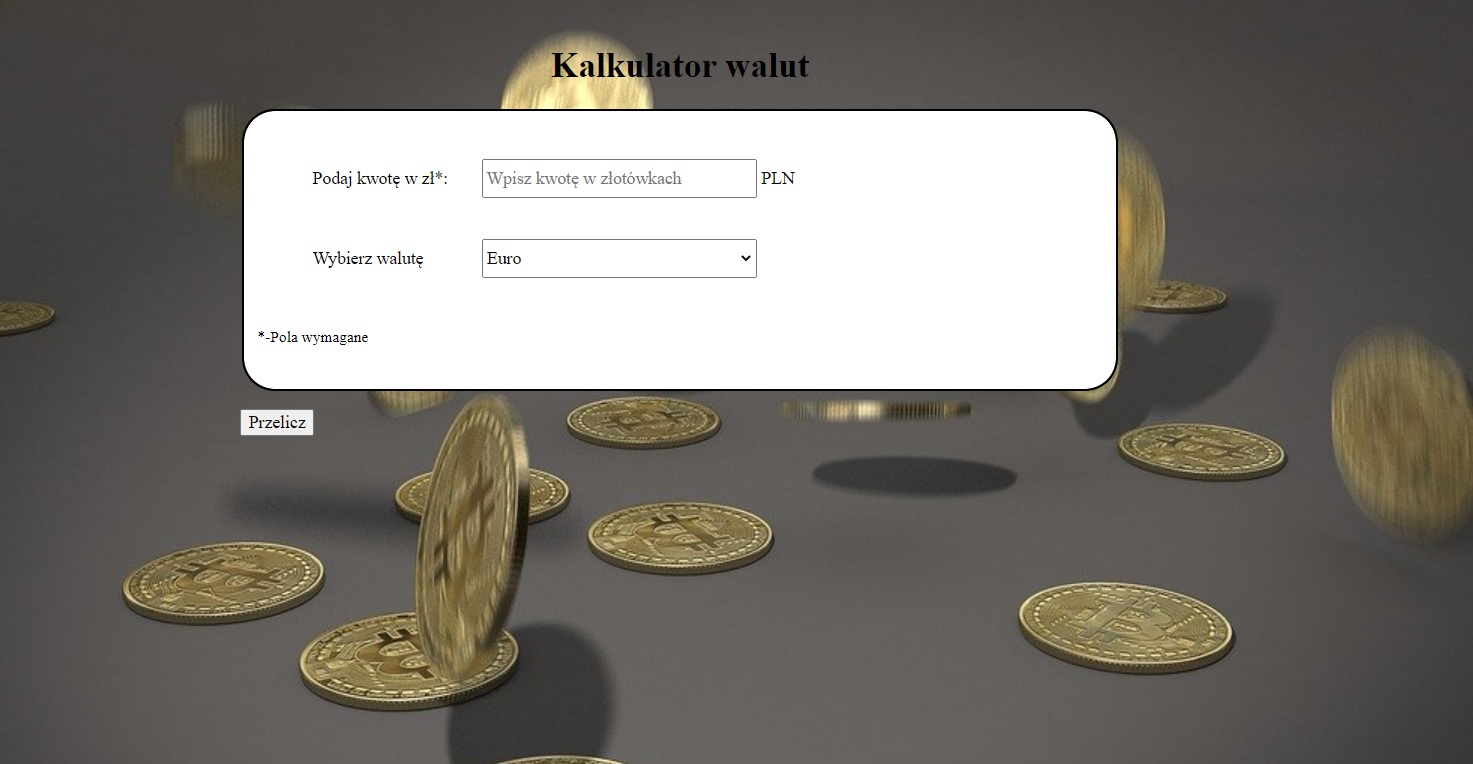 Kalkulator walut
Podaj kwotę w zł*: Wpisz kwotę w złotówkach PLN
Wybierz walutę Euro
*-Pola wymagane
Przelicz